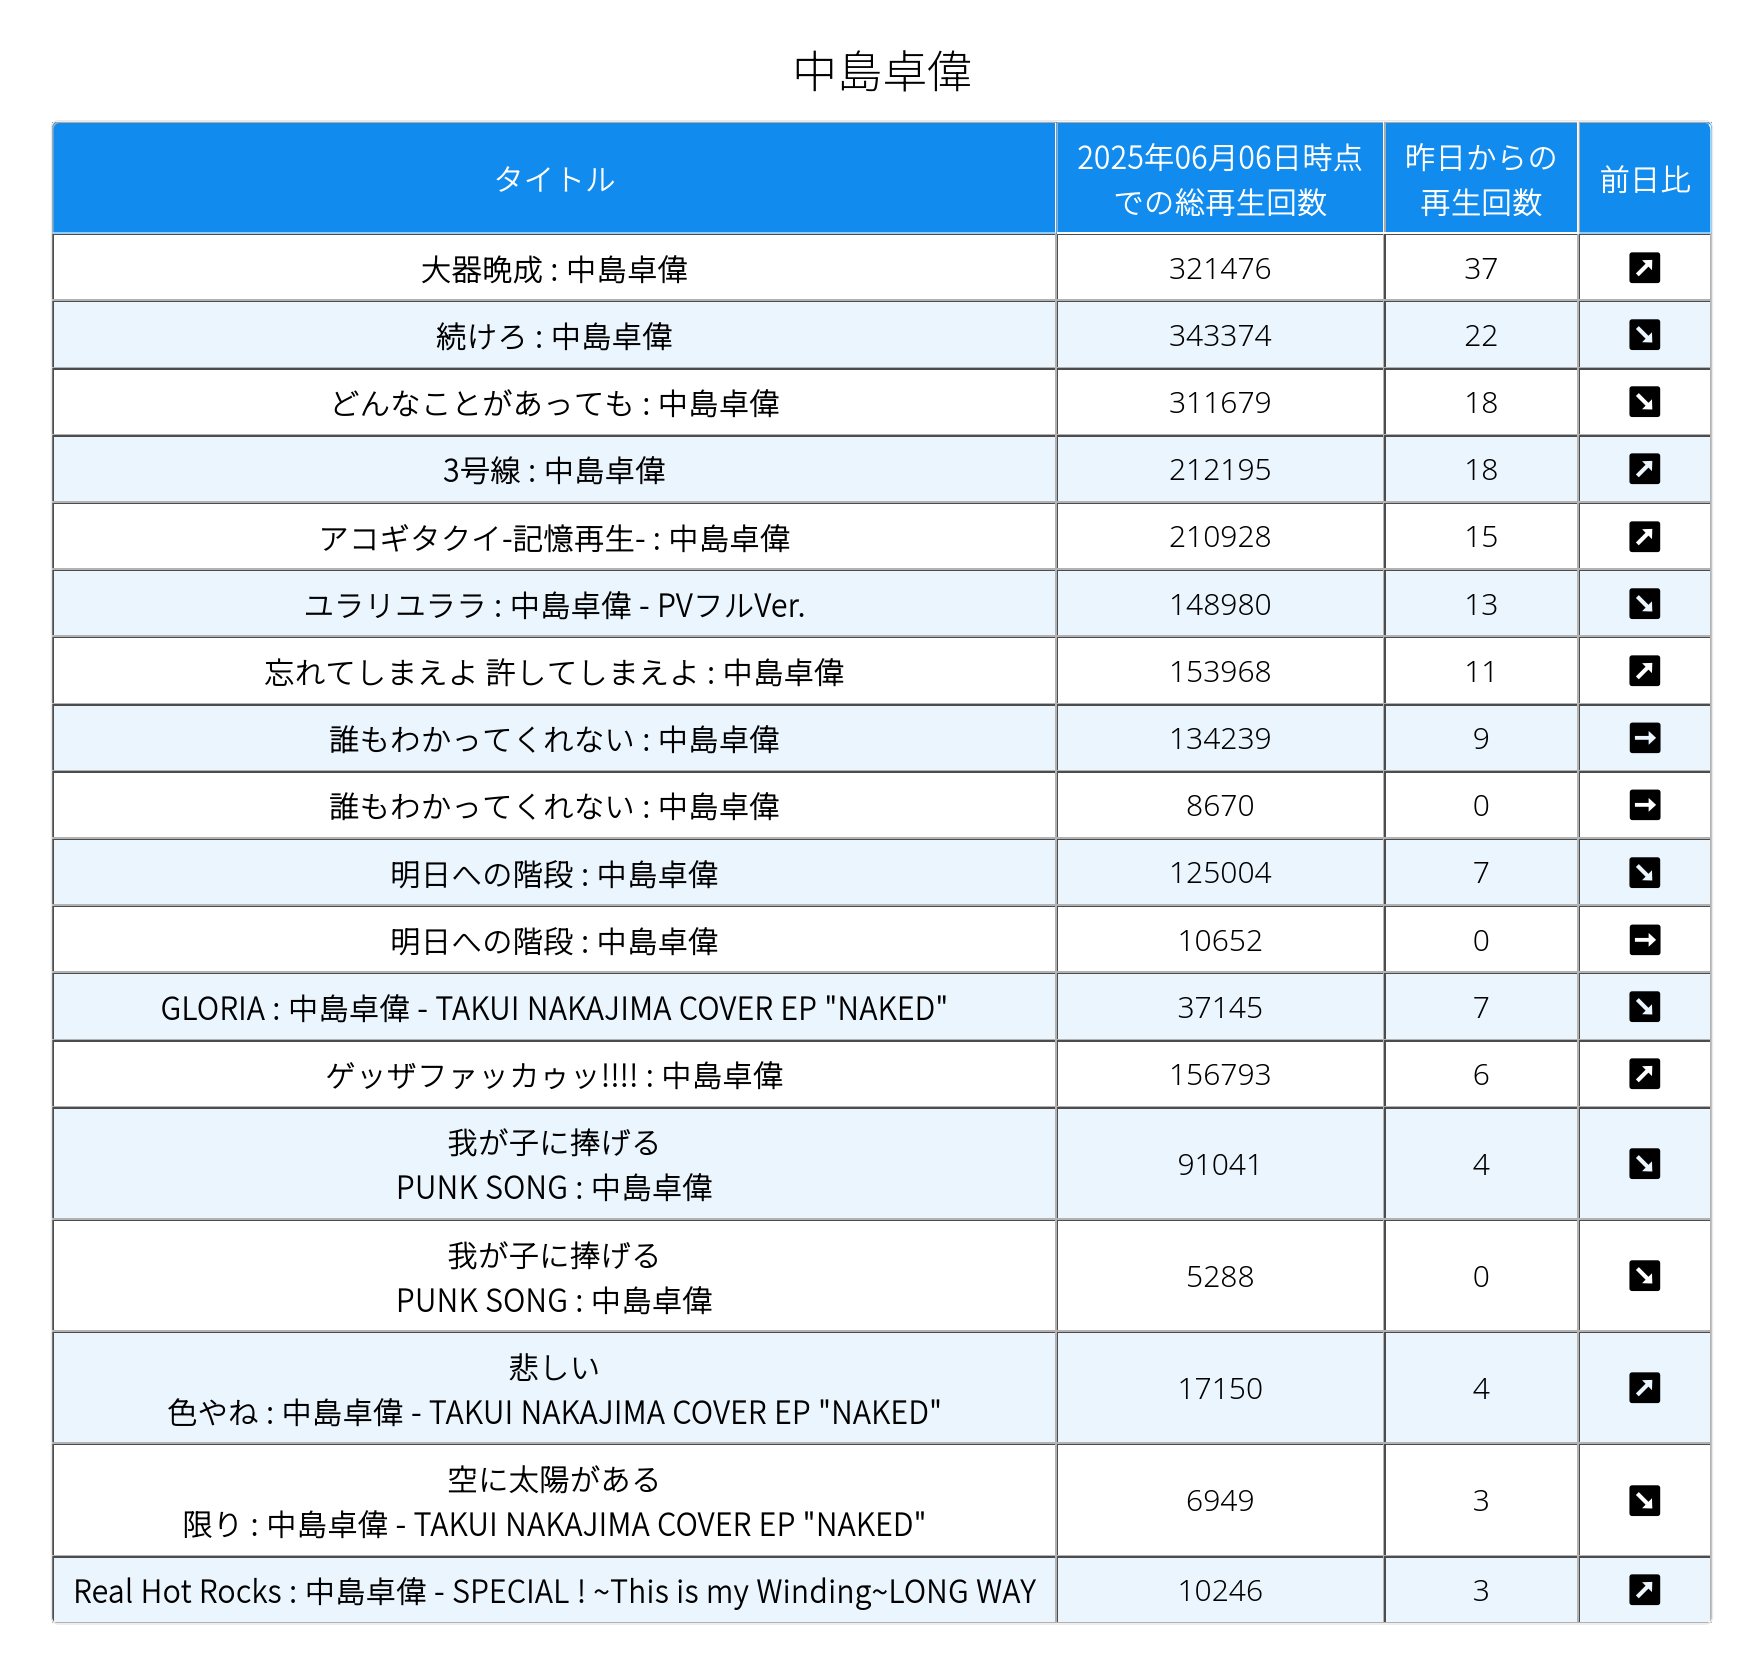 中島卓偉
タイトル
2025年06月06日時点
での総再生回数
昨日からの
再生回数
前日比
大器晩成 : 中島卓偉 321476 37 ↗
続けろ : 中島卓偉 343374 22 ↘
どんなことがあっても : 中島卓偉 311679 18 ↘
3号線 : 中島卓偉 212195 18 ↗
アコギタクイ-記憶再生- : 中島卓偉 210928 15 ↗
ユラリユララ : 中島卓偉 - PVフルVer. 148980 13 ↘
忘れてしまえよ 許してしまえよ : 中島卓偉 153968 11 ↗
誰もわかってくれない : 中島卓偉 134239 9 →
誰もわかってくれない : 中島卓偉 8670 0 →
明日への階段 : 中島卓偉 125004 7 ↘
明日への階段 : 中島卓偉 10652 0 →
GLORIA : 中島卓偉 - TAKUI NAKAJIMA COVER EP "NAKED" 37145 7 ↘
ゲッザファッカゥッ!!!! : 中島卓偉 156793 6 ↗
我が子に捧げる
PUNK SONG : 中島卓偉 91041 4 ↘
我が子に捧げる
PUNK SONG : 中島卓偉 5288 0 ↘
悲しい
色やね : 中島卓偉 - TAKUI NAKAJIMA COVER EP "NAKED" 17150 4 ↗
空に太陽がある
限り : 中島卓偉 - TAKUI NAKAJIMA COVER EP "NAKED" 6949 3 ↘
Real Hot Rocks : 中島卓偉 - SPECIAL ! ~This is my Winding~LONG WAY 10246 3 ↗